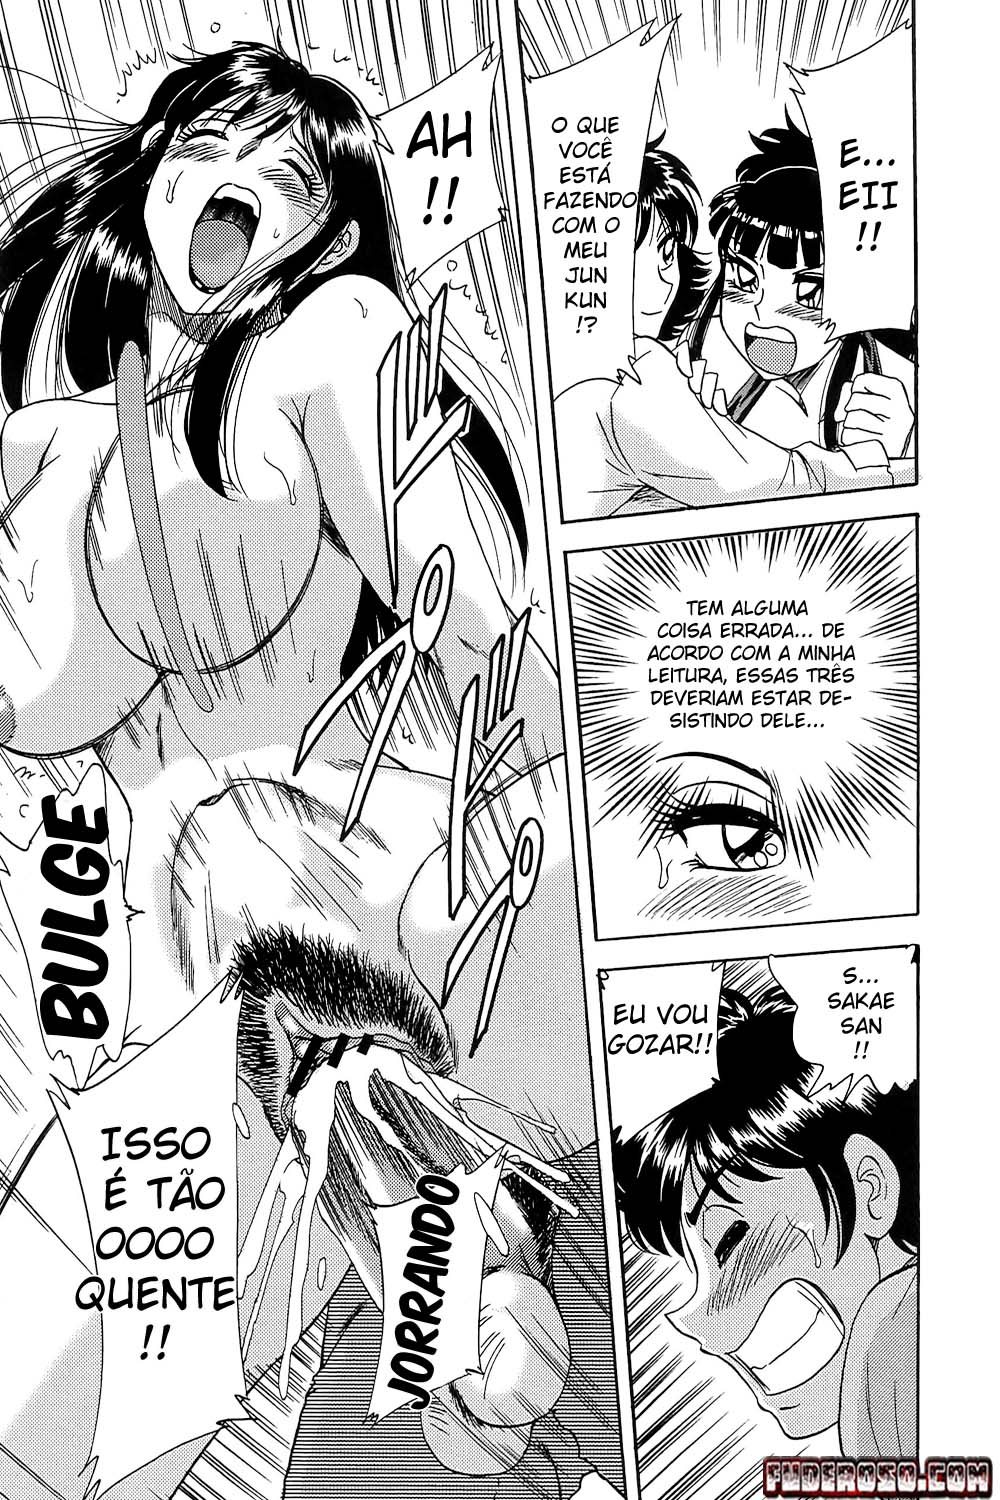 E...
EII
!!
O QUE
VOCÊ
ESTÁ
FAZENDO
COM O
MEU
JUN
KUN
!?
TEM ALGUMA
COISA ERRADA... DE
ACORDO COM A MINHA
LEITURA, ESSAS TRÊS
DEVERIAM ESTAR DE-
SISTINDO DELE...
S...
SAKAE
SAN
!!
EU VOU
GOZAR!!
AH
!!
BULGE
JORRANDO
ISSO
É TÃO
OOOO
QUENTE
!!
FUDEROSO.COM